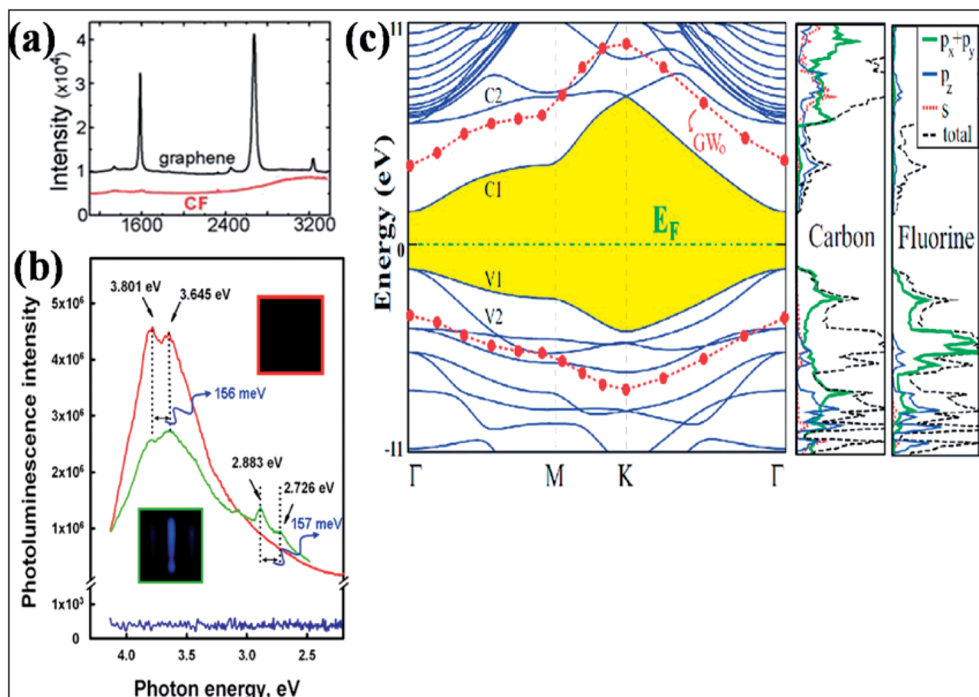 (a)
Intensity (x10⁴)
4
3
2
1
0
graphene
CF
1600 2400 3200
(b)
Photoluminescence intensity
5x10⁶
4x10⁶
3x10⁶
2x10⁶
1x10⁶
1x10³
0
3.801 eV
3.645 eV
156 meV
2.883 eV
2.726 eV
157 meV
4.0 3.5 3.0 2.5
Photon energy, eV
(c)
Energy (eV)
11
0
-11
C2
C1
GW₀
E_F
V1
V2
Γ M K Γ
Carbon
Fluorine
pₓ+p_y
p_z
s
total